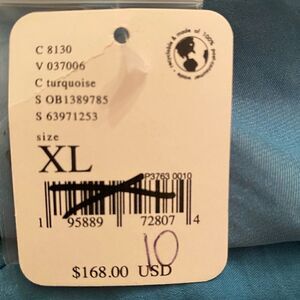 C 8130
V 037006
C turquoise
S OB1389785
S 63971253
size
XL
P3763 0010
1 95889 72807 4
10
$168.00 USD